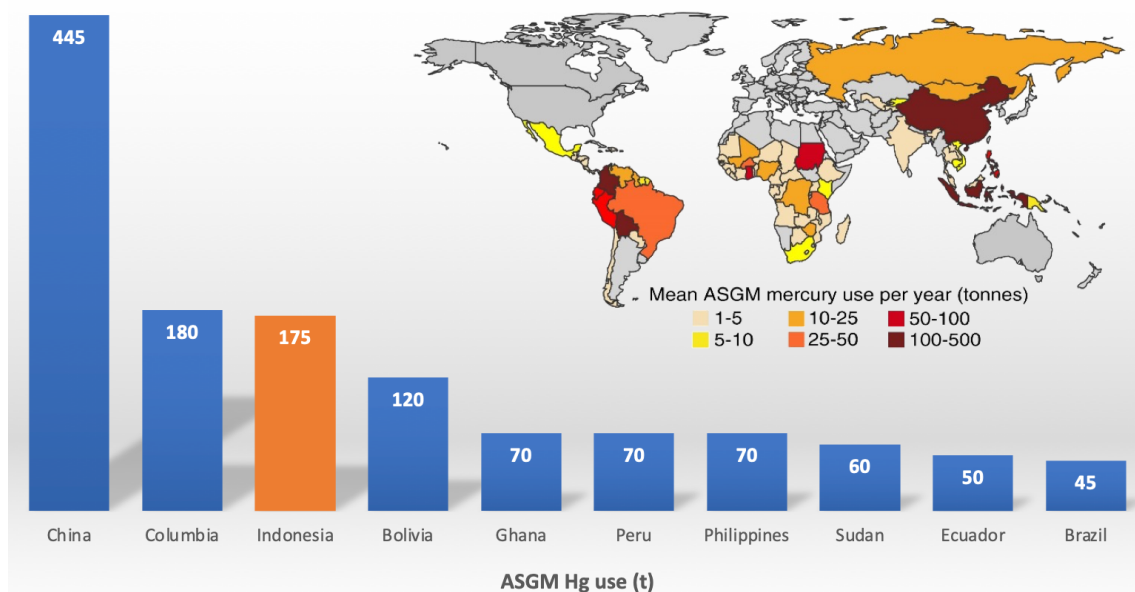 445
180
175
120
70
70
70
60
50
45
Mean ASGM mercury use per year (tonnes)
1-5
10-25
50-100
5-10
25-50
100-500
China
Columbia
Indonesia
Bolivia
Ghana
Peru
Philippines
Sudan
Ecuador
Brazil
ASGM Hg use (t)